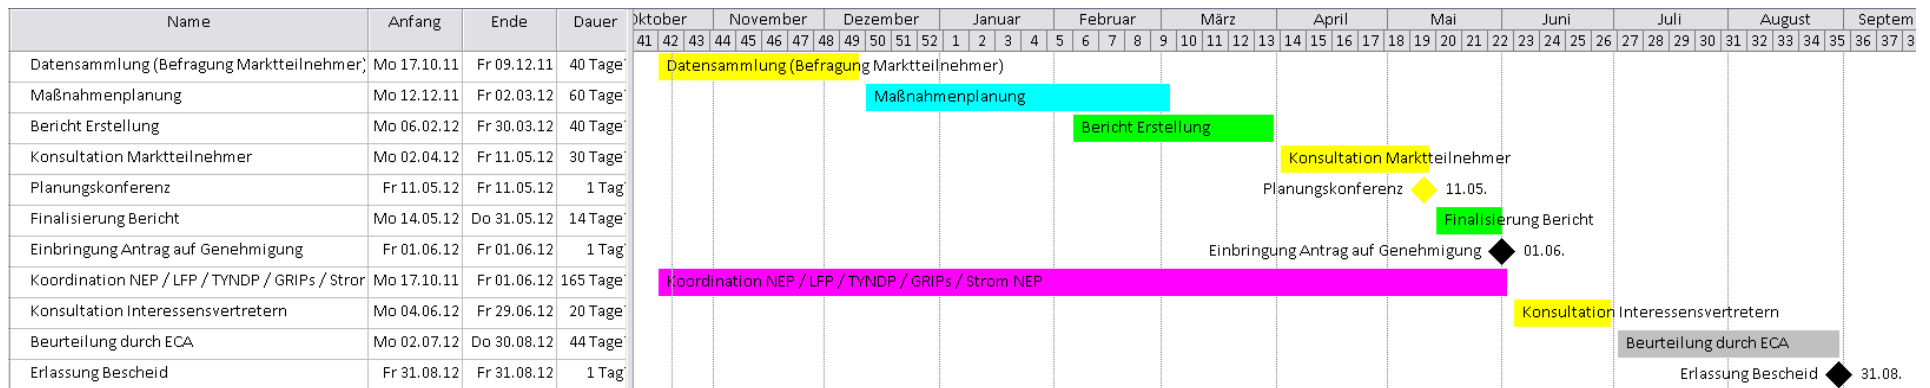 Name Anfang Ende Dauer Oktober November Dezember Januar Februar März April Mai Juni Juli August Septem
41 42 43 44 45 46 47 48 49 50 51 52 1 2 3 4 5 6 7 8 9 10 11 12 13 14 15 16 17 18 19 20 21 22 23 24 25 26 27 28 29 30 31 32 33 34 35 36 37 3
Datensammlung (Befragung Marktteilnehmer) Mo 17.10.11 Fr 09.12.11 40 Tage Datensammlung (Befragung Marktteilnehmer)
Maßnahmenplanung Mo 12.12.11 Fr 02.03.12 60 Tage Maßnahmenplanung
Bericht Erstellung Mo 06.02.12 Fr 30.03.12 40 Tage Bericht Erstellung
Konsultation Marktteilnehmer Mo 02.04.12 Fr 11.05.12 30 Tage Konsultation Marktteilnehmer
Planungskonferenz Fr 11.05.12 Fr 11.05.12 1 Tag Planungskonferenz 11.05.
Finalisierung Bericht Mo 14.05.12 Do 31.05.12 14 Tage Finalisierung Bericht
Einbringung Antrag auf Genehmigung Fr 01.06.12 Fr 01.06.12 1 Tag Einbringung Antrag auf Genehmigung 01.06.
Koordination NEP / LFP / TYNDP / GRIPs / Stror Mo 17.10.11 Fr 01.06.12 165 Tage Koordination NEP / LFP / TYNDP / GRIPs / Strom NEP
Konsultation Interessensvertretern Mo 04.06.12 Fr 29.06.12 20 Tage Konsultation Interessensvertretern
Beurteilung durch ECA Mo 02.07.12 Do 30.08.12 44 Tage Beurteilung durch ECA
Erlassung Bescheid Fr 31.08.12 Fr 31.08.12 1 Tag Erlassung Bescheid 31.08.